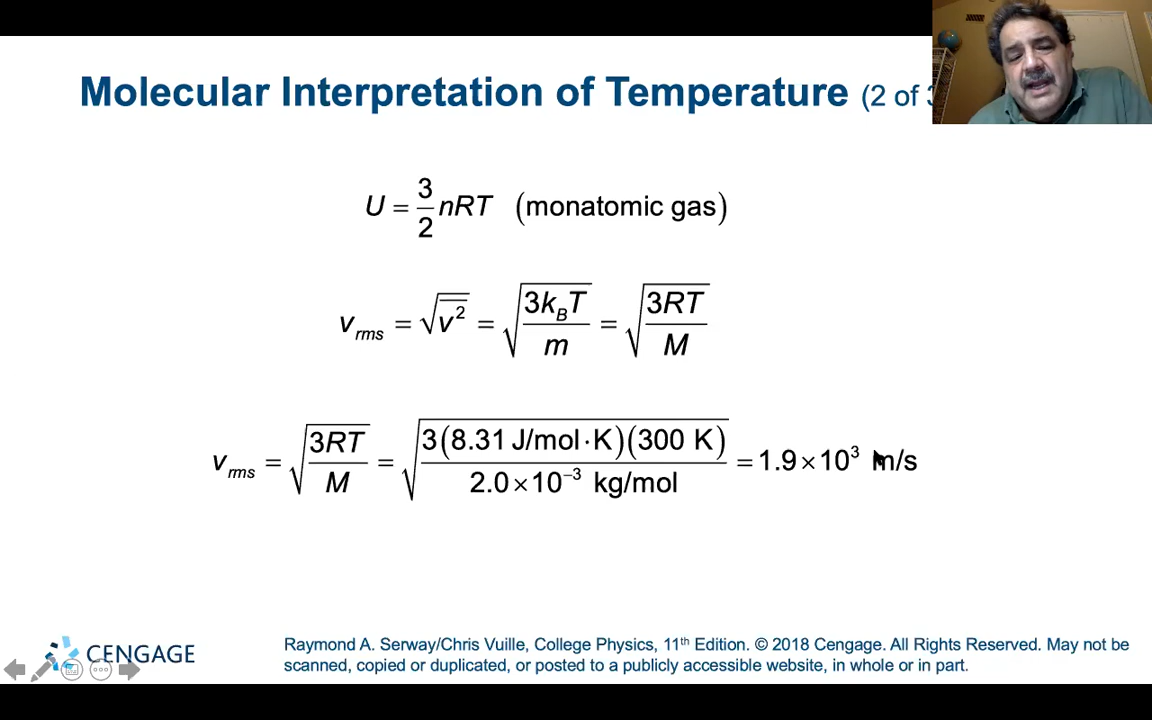 Molecular Interpretation of Temperature (2 of
U = 3/2 nRT (monatomic gas)
v_rms = √(v̅²) = √(3k_BT / m) = √(3RT / M)
v_rms = √(3RT / M) = √(3(8.31 J/mol·K)(300 K) / 2.0×10⁻³ kg/mol) = 1.9×10³ m/s
CENGAGE
Raymond A. Serway/Chris Vuille, College Physics, 11th Edition. © 2018 Cengage. All Rights Reserved. May not be
scanned, copied or duplicated, or posted to a publicly accessible website, in whole or in part.